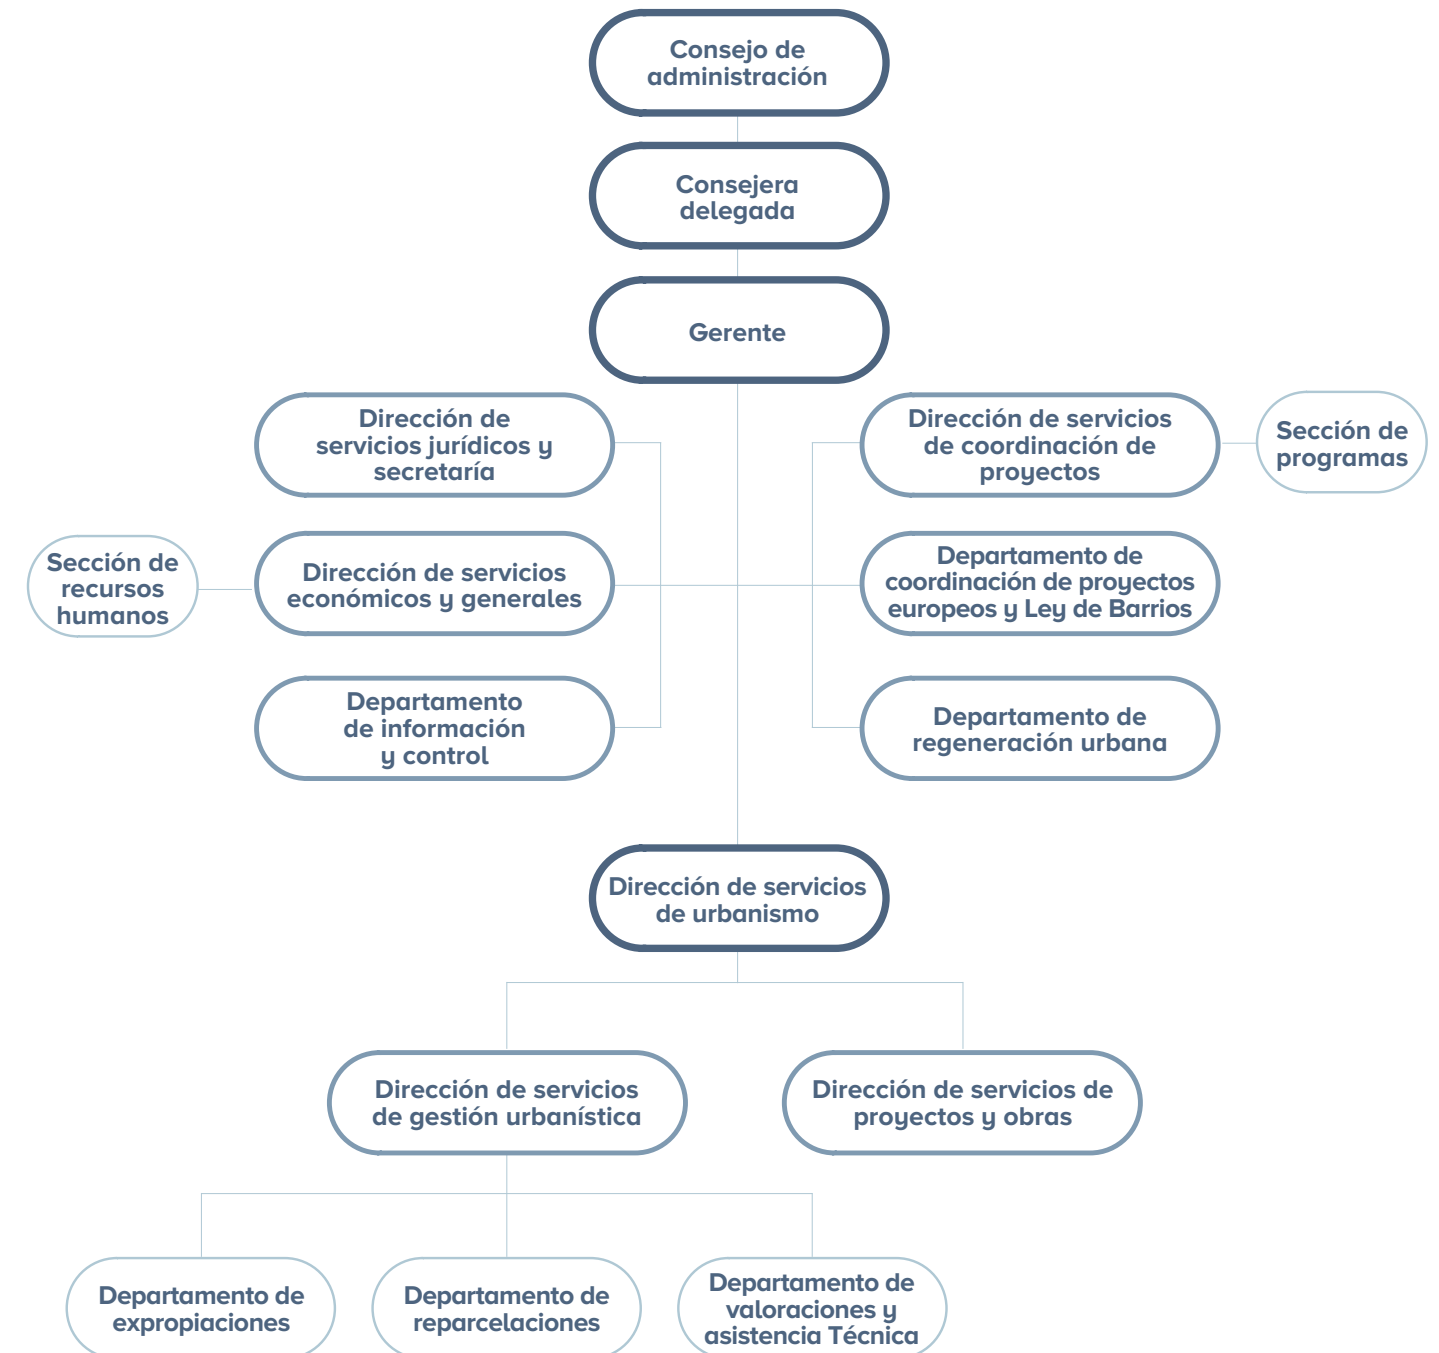 Consejo de
administración
Consejera
delegada
Gerente
Dirección de
servicios jurídicos y
secretaría
Dirección de servicios
de coordinación de
proyectos
Sección de
programas
Sección de
recursos
humanos
Dirección de servicios
económicos y generales
Departamento de
coordinación de proyectos
europeos y Ley de Barrios
Departamento
de información
y control
Departamento de
regeneración urbana
Dirección de servicios
de urbanismo
Dirección de servicios
de gestión urbanística
Dirección de servicios de
proyectos y obras
Departamento de
expropiaciones
Departamento de
reparcelaciones
Departamento de
valoraciones y
asistencia Técnica